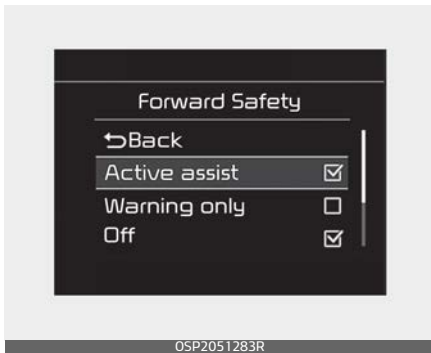 Forward Safety
Back
Active assist
Warning only
Off
OSP2051283R